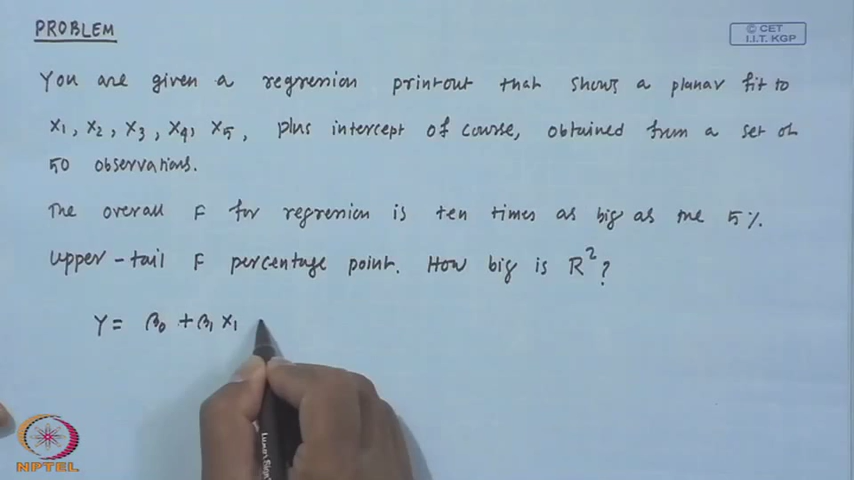 PROBLEM
© CET
I.I.T. KGP
You are given a regression printout that shows a planar fit to
X₁, X₂, X₃, X₄, X₅, plus intercept of course, obtained from a set of
50 observations.
The overall F for regression is ten times as big as the 5%
upper-tail F percentage point. How big is R²?
Y = β₀ + β₁ X₁
NPTEL